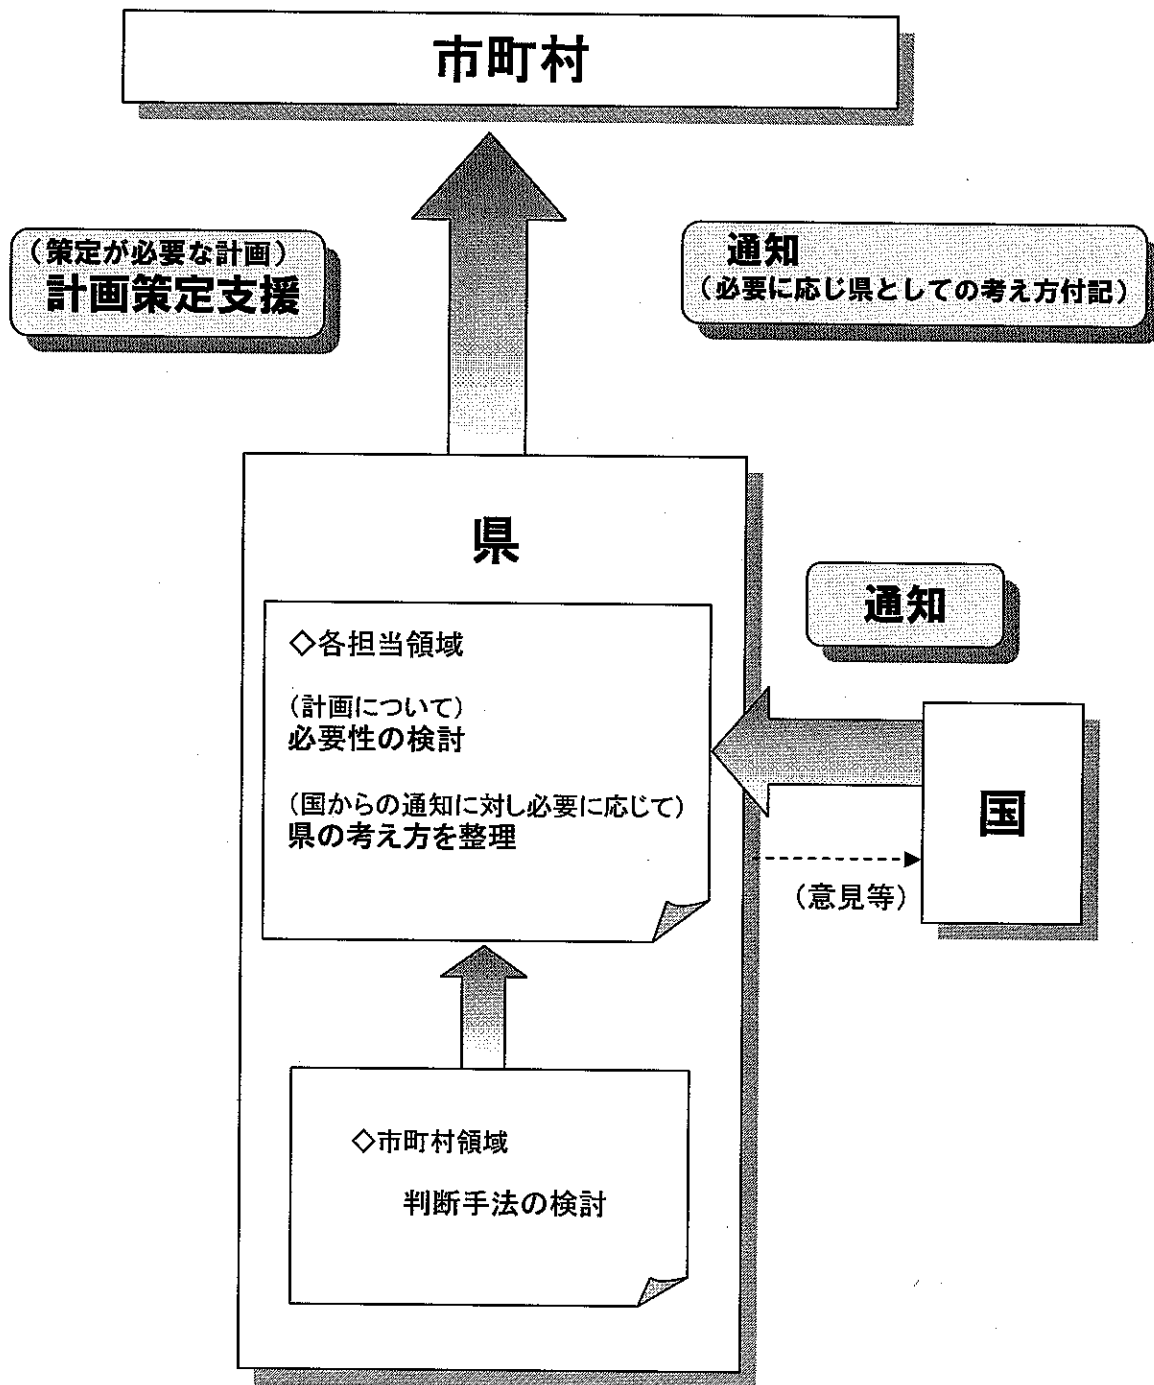 市町村
(策定が必要な計画)
計画策定支援
通知
(必要に応じ県としての考え方付記)
県
通知
◇各担当領域
(計画について)
必要性の検討
(国からの通知に対し必要に応じて)
県の考え方を整理
国
(意見等)
◇市町村領域
判断手法の検討